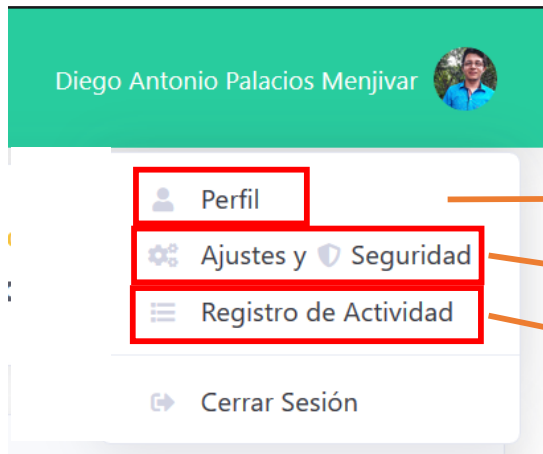 Diego Antonio Palacios Menjivar
Perfil
Ajustes y Seguridad
Registro de Actividad
Cerrar Sesión